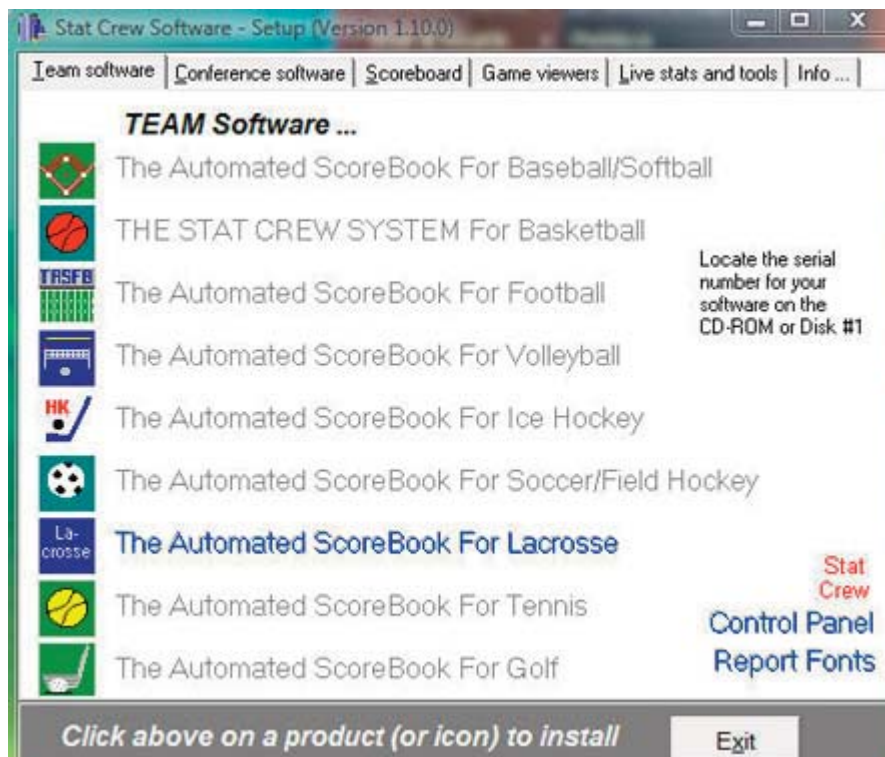 Stat Crew Software - Setup (Version 1.10.0)
Team software Conference software Scoreboard Game viewers Live stats and tools Info ...
TEAM Software ...
The Automated ScoreBook For Baseball/Softball
THE STAT CREW SYSTEM For Basketball
TASFB
The Automated ScoreBook For Football
The Automated ScoreBook For Volleyball
HK
The Automated ScoreBook For Ice Hockey
The Automated ScoreBook For Soccer/Field Hockey
La-
crosse
The Automated ScoreBook For Lacrosse
The Automated ScoreBook For Tennis
The Automated ScoreBook For Golf
Locate the serial
number for your
software on the
CD-ROM or Disk #1
Stat
Crew
Control Panel
Report Fonts
Click above on a product (or icon) to install
Exit